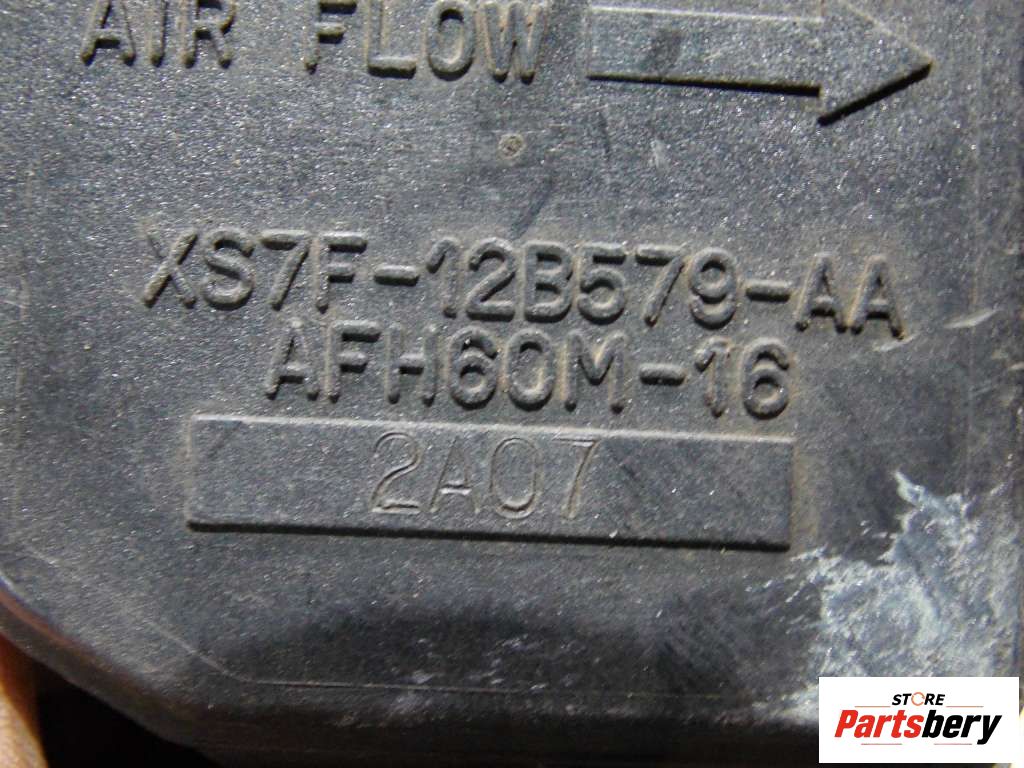 AIR FLOW
XS7F-12B579-AA
AFH60M-16
2A07
STORE
Partsbery